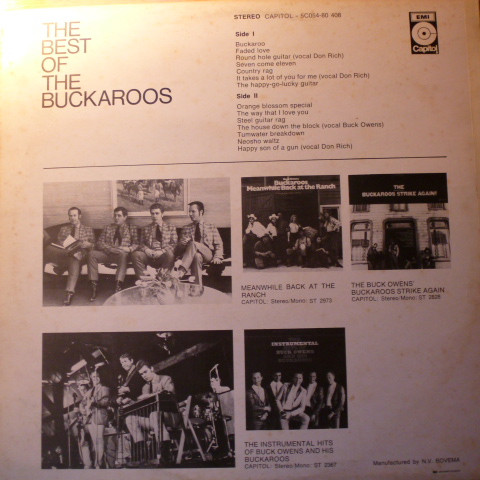 THE
BEST
OF
THE
BUCKAROOS
STEREO CAPITOL - 5C054-80 408
EMI
Capitol
Side I
Buckaroo
Faded love
Round hole guitar (vocal Don Rich)
Seven come eleven
Country rag
It takes a lot of you for me (vocal Don Rich)
The happy-go-lucky guitar
Side II
Orange blossom special
The way that I love you
Steel guitar rag
The house down the block (vocal Buck Owens)
Tumwater breakdown
Neosho waltz
Happy son of a gun (vocal Don Rich)
Buckaroos
Meanwhile Back at the Ranch
THE
BUCKAROOS STRIKE AGAIN!
MEANWHILE BACK AT THE
RANCH
CAPITOL: Stereo/Mono: ST 2973
THE BUCK OWENS'
BUCKAROOS STRIKE AGAIN
CAPITOL: Stereo/Mono: ST 2828
INSTRUMENTAL
BUCK OWENS
THE INSTRUMENTAL HITS
OF BUCK OWENS AND HIS
BUCKAROOS
CAPITOL: Stereo/Mono: ST 2367
Manufactured by N.V. BOVEMA